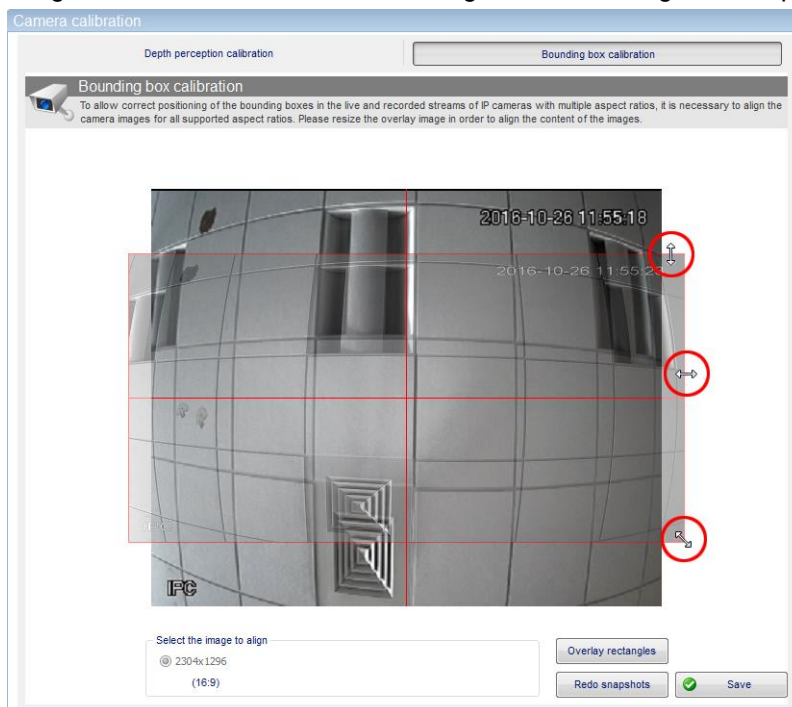 Camera calibration
Depth perception calibration
Bounding box calibration
Bounding box calibration
To allow correct positioning of the bounding boxes in the live and recorded streams of IP cameras with multiple aspect ratios, it is necessary to align the
camera images for all supported aspect ratios. Please resize the overlay image in order to align the content of the images.
2016-10-26 11:55:18
2016-10-26 11:55:23
IPC
Select the image to align
2304x1296
(16:9)
Overlay rectangles
Redo snapshots
Save